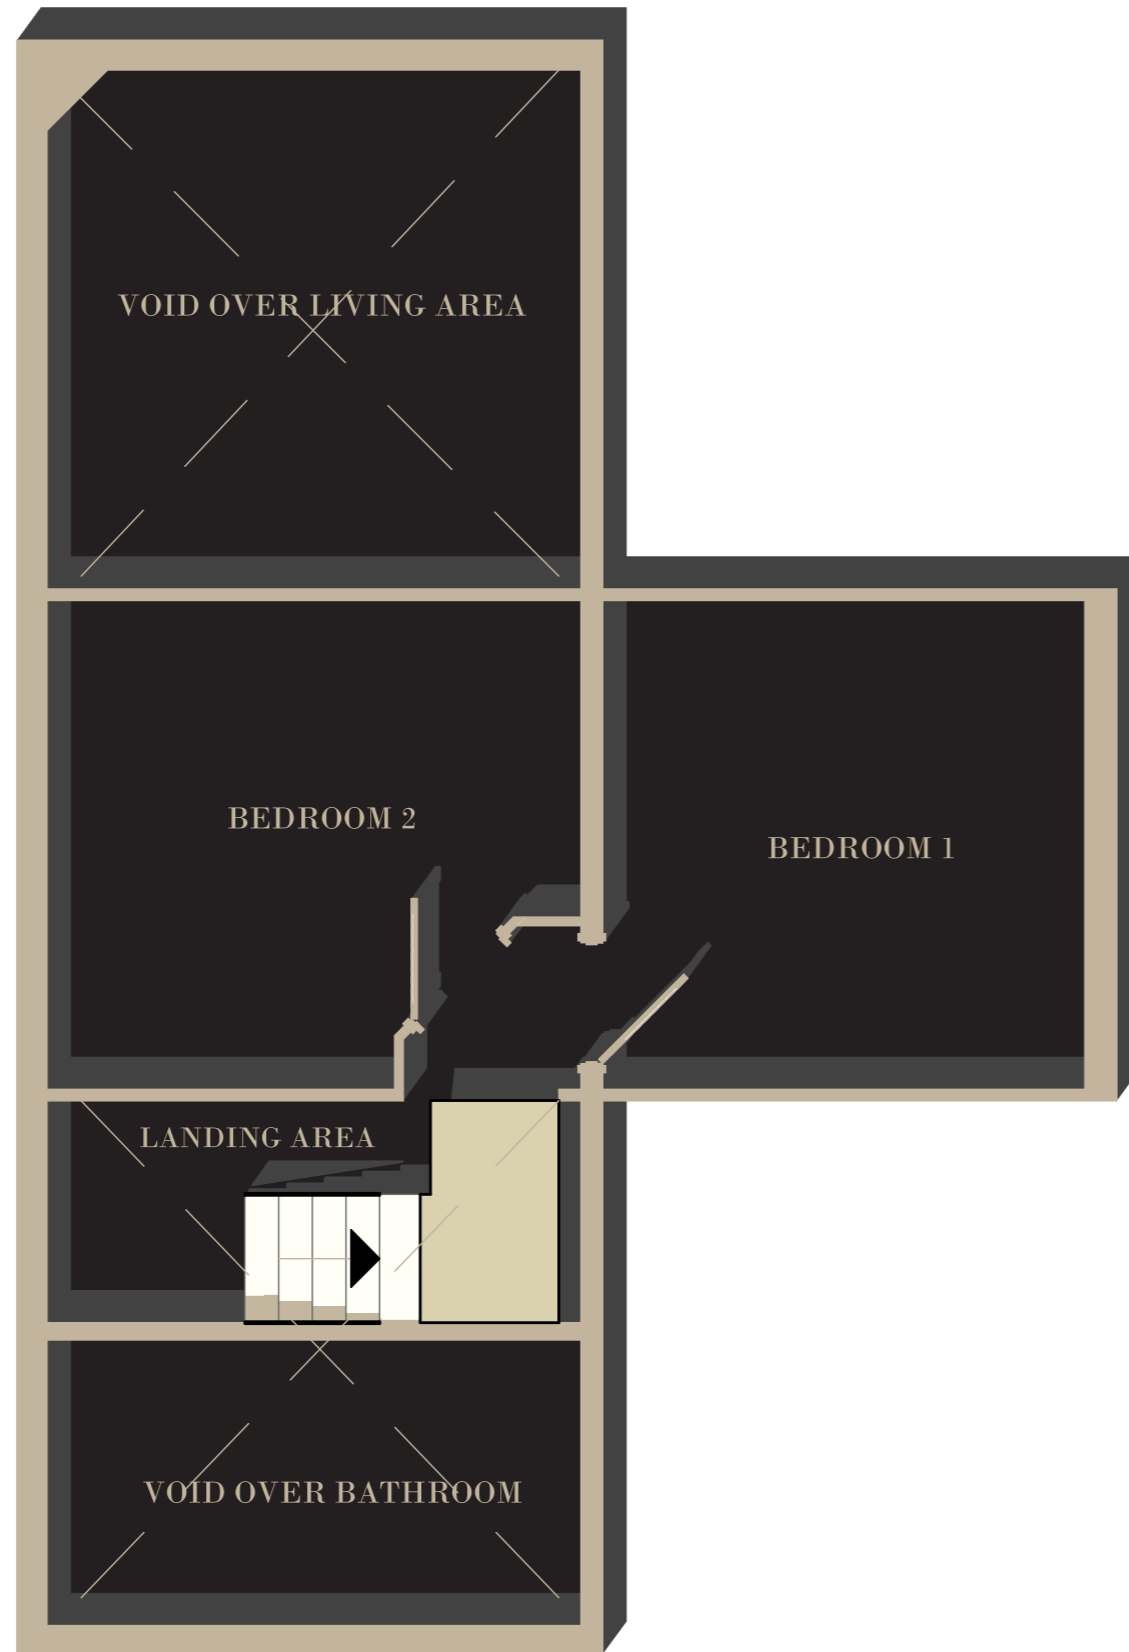 VOID OVER LIVING AREA
BEDROOM 2
BEDROOM 1
LANDING AREA
VOID OVER BATHROOM